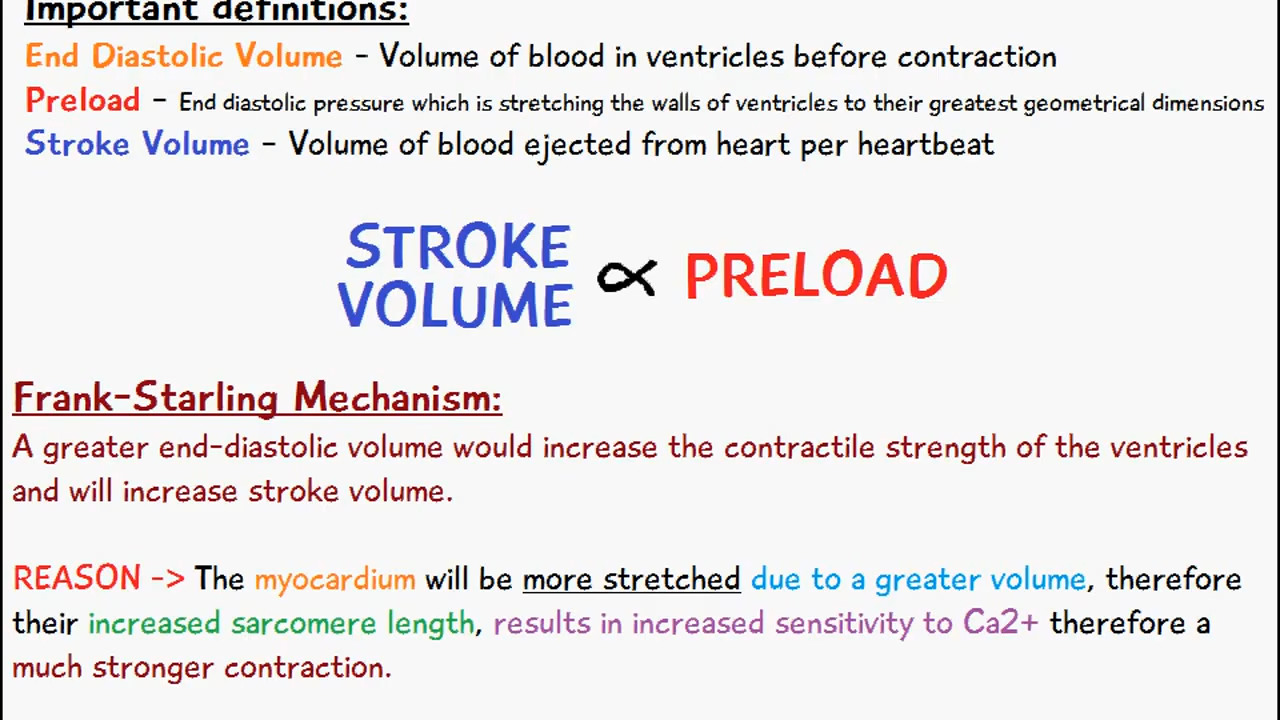 Important definitions:
End Diastolic Volume - Volume of blood in ventricles before contraction
Preload - End diastolic pressure which is stretching the walls of ventricles to their greatest geometrical dimensions
Stroke Volume - Volume of blood ejected from heart per heartbeat
STROKE
VOLUME ∝ PRELOAD
Frank-Starling Mechanism:
A greater end-diastolic volume would increase the contractile strength of the ventricles
and will increase stroke volume.
REASON -> The myocardium will be more stretched due to a greater volume, therefore
their increased sarcomere length, results in increased sensitivity to Ca2+ therefore a
much stronger contraction.